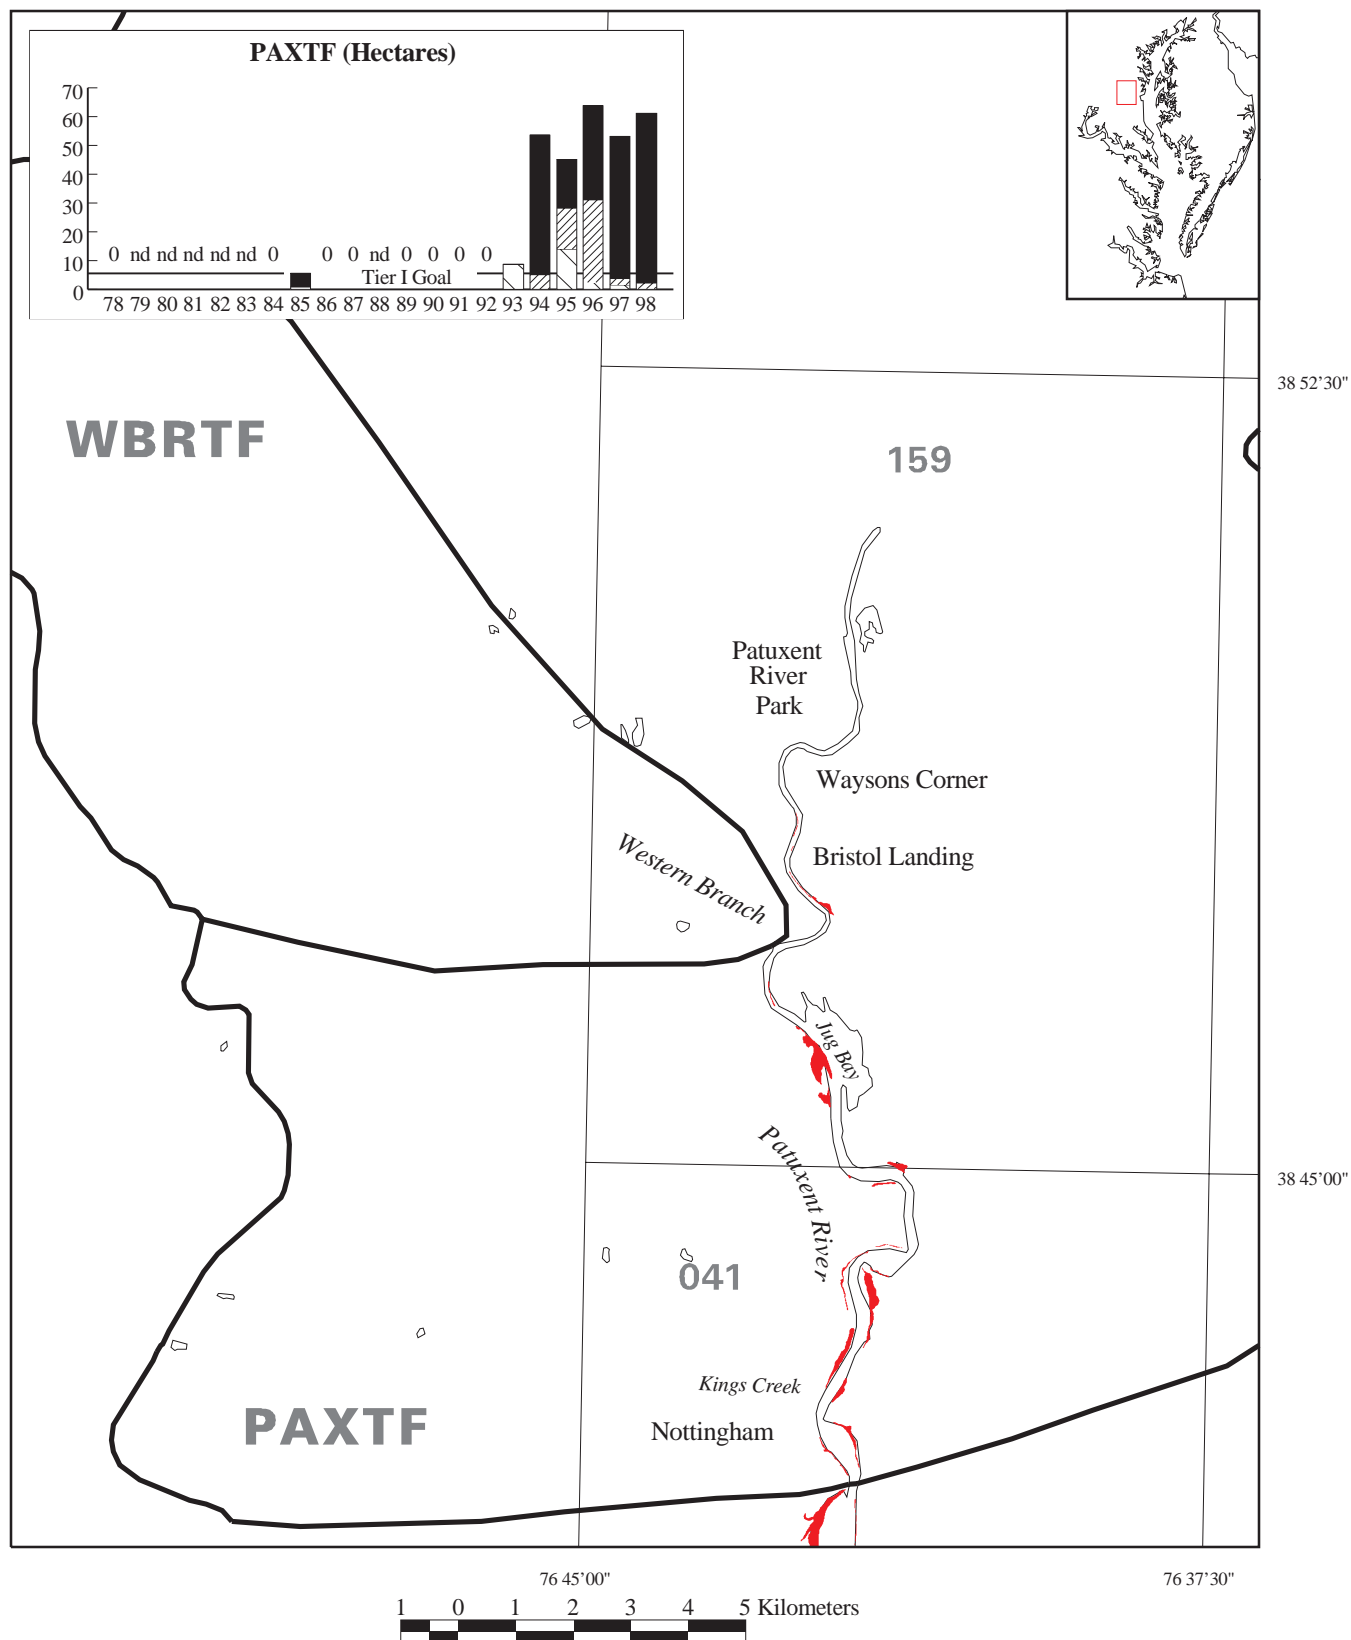 PAXTF (Hectares)
70
60
50
40
30
20
10
0
0 nd nd nd nd nd 0 0 0 nd 0 0 0 0
Tier I Goal
78 79 80 81 82 83 84 85 86 87 88 89 90 91 92 93 94 95 96 97 98
38 52'30"
WBRTF
159
Patuxent
River
Park
Waysons Corner
Western Branch
Bristol Landing
Jug Bay
Patuxent River
38 45'00"
041
Kings Creek
PAXTF
Nottingham
76 45'00"
76 37'30"
1 0 1 2 3 4 5 Kilometers